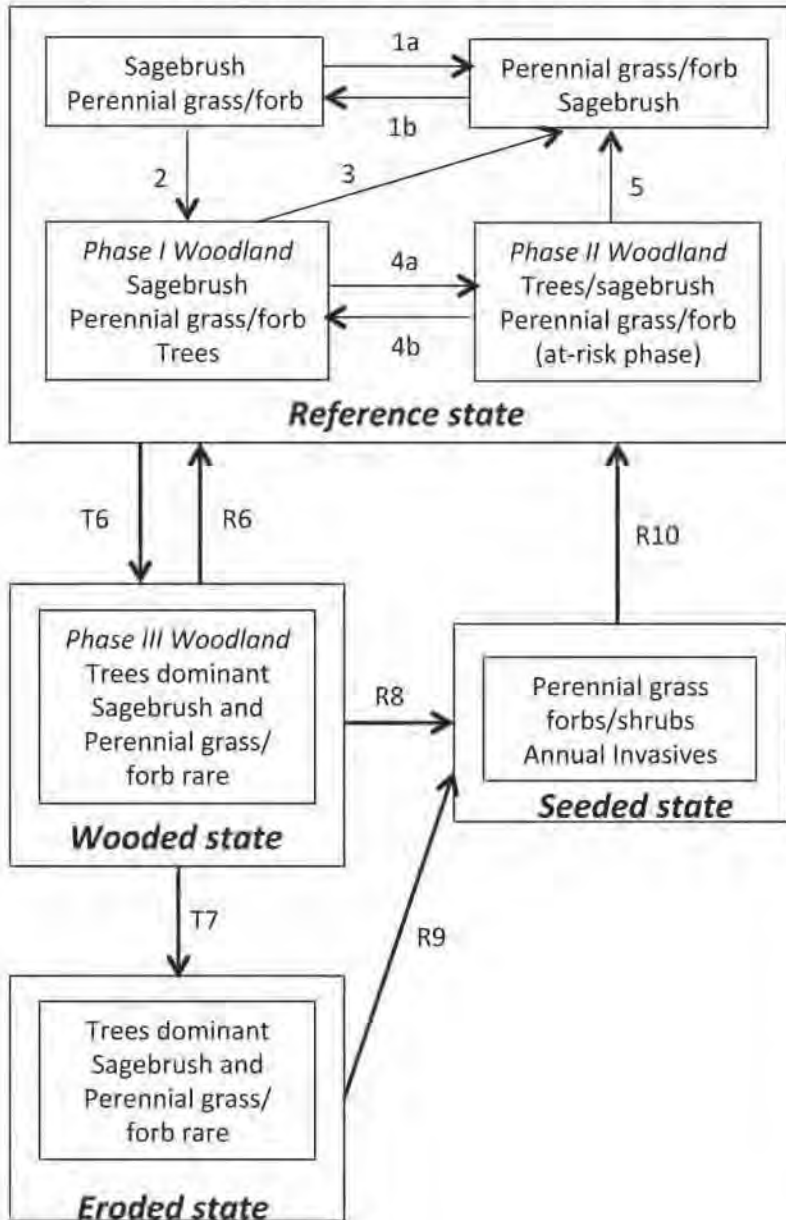 1a
Sagebrush
Perennial grass/forb
Perennial grass/forb
Sagebrush
1b
2
3
5
Phase I Woodland
Sagebrush
Perennial grass/forb
Trees
4a
4b
Phase II Woodland
Trees/sagebrush
Perennial grass/forb
(at-risk phase)
Reference state
T6
R6
R10
Phase III Woodland
Trees dominant
Sagebrush and
Perennial grass/
forb rare
Wooded state
R8
Perennial grass
forbs/shrubs
Annual Invasives
Seeded state
T7
R9
Trees dominant
Sagebrush and
Perennial grass/
forb rare
Eroded state